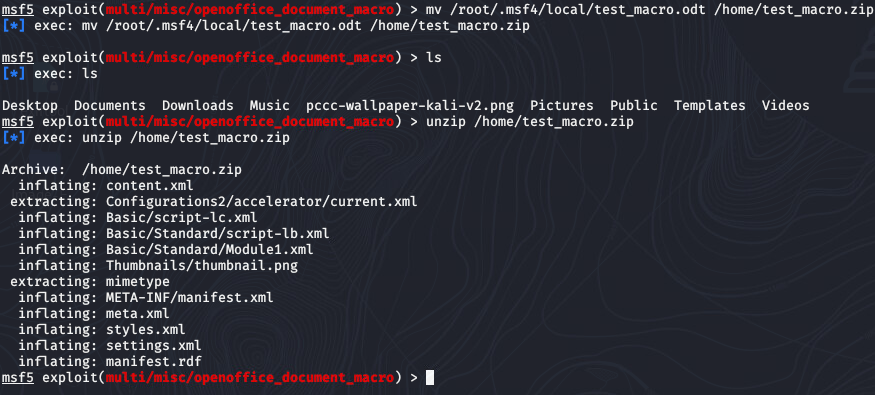 msf5 exploit(multi/misc/openoffice_document_macro) > mv /root/.msf4/local/test_macro.odt /home/test_macro.zip
[*] exec: mv /root/.msf4/local/test_macro.odt /home/test_macro.zip
msf5 exploit(multi/misc/openoffice_document_macro) > ls
[*] exec: ls
Desktop  Documents  Downloads  Music  pccc-wallpaper-kali-v2.png  Pictures  Public  Templates  Videos
msf5 exploit(multi/misc/openoffice_document_macro) > unzip /home/test_macro.zip
[*] exec: unzip /home/test_macro.zip
Archive:  /home/test_macro.zip
  inflating: content.xml
 extracting: Configurations2/accelerator/current.xml
  inflating: Basic/script-lc.xml
  inflating: Basic/Standard/script-lb.xml
  inflating: Basic/Standard/Module1.xml
  inflating: Thumbnails/thumbnail.png
 extracting: mimetype
  inflating: META-INF/manifest.xml
  inflating: meta.xml
  inflating: styles.xml
  inflating: settings.xml
  inflating: manifest.rdf
msf5 exploit(multi/misc/openoffice_document_macro) >